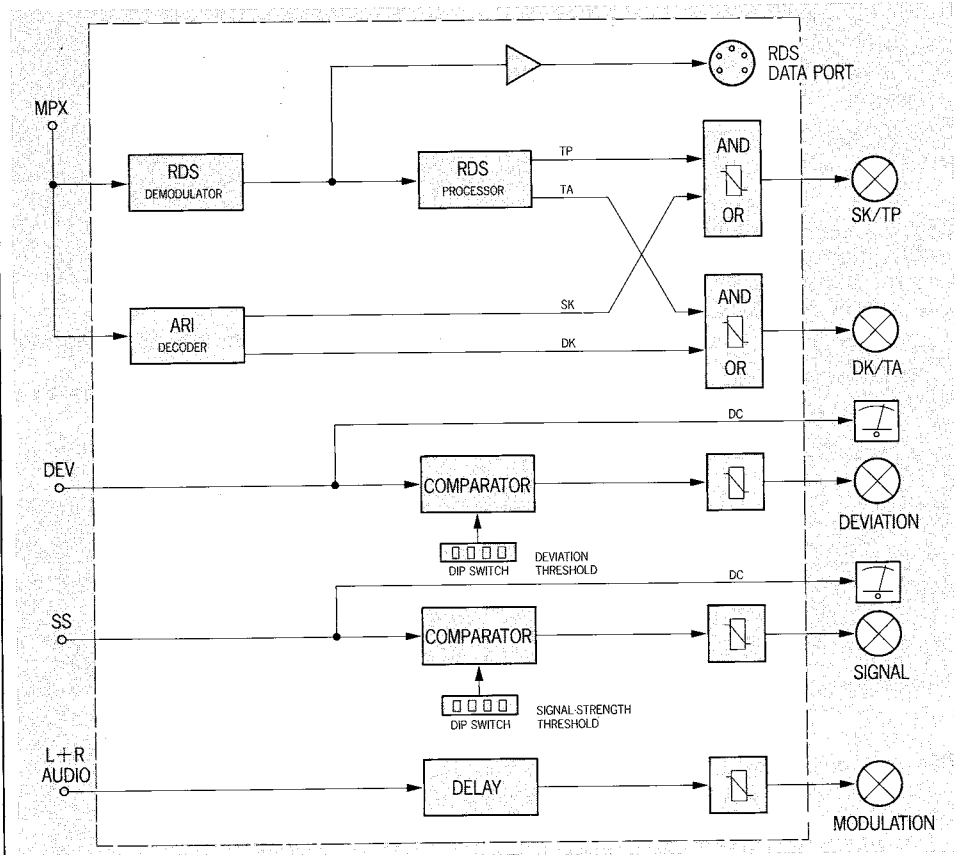 RDS
DATA PORT
MPX
RDS
DEMODULATOR
RDS
PROCESSOR
TP
TA
AND
OR
SK/TP
ARI
DECODER
SK
DK
AND
OR
DK/TA
DC
DEV
COMPARATOR
DEVIATION
DIP SWITCH
DEVIATION
THRESHOLD
DC
SS
COMPARATOR
SIGNAL
DIP SWITCH
SIGNAL-STRENGTH
THRESHOLD
L+R
AUDIO
DELAY
MODULATION